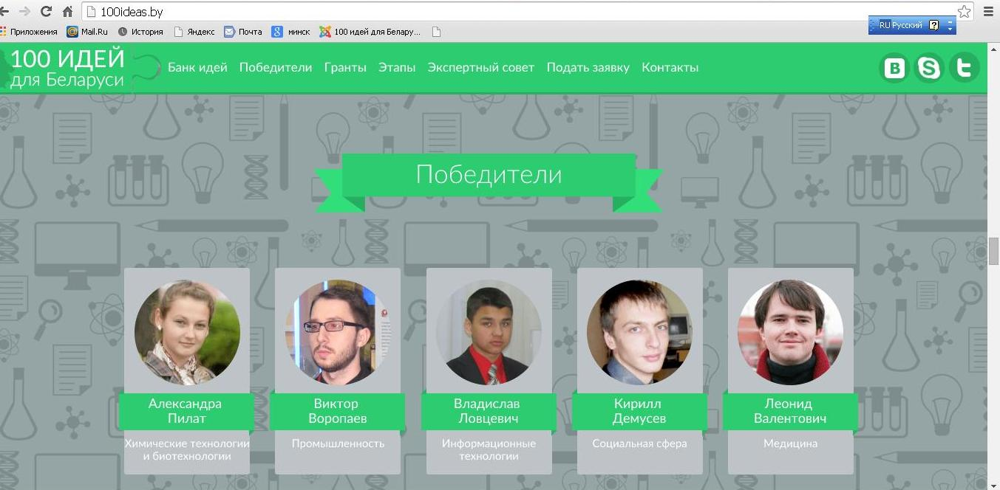 100ideas.by
Приложения Mail.Ru История Яндекс Почта минск 100 идей для Белару...
RU Русский
100 ИДЕЙ
для Беларуси
Банк идей Победители Гранты Этапы Экспертный совет Подать заявку Контакты
Победители
Александра
Пилат
Химические технологии
и биотехнологии
Виктор
Воропаев
Промышленность
Владислав
Ловцевич
Информационные
технологии
Кирилл
Демусев
Социальная сфера
Леонид
Валентович
Медицина